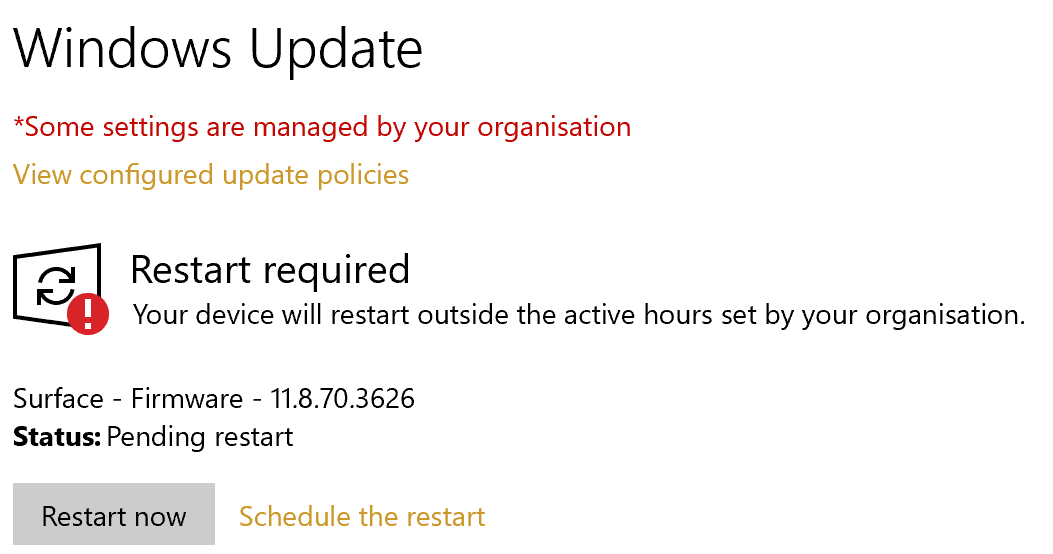 Windows Update
*Some settings are managed by your organisation
View configured update policies
Restart required
Your device will restart outside the active hours set by your organisation.
Surface - Firmware - 11.8.70.3626
Status: Pending restart
Restart now
Schedule the restart